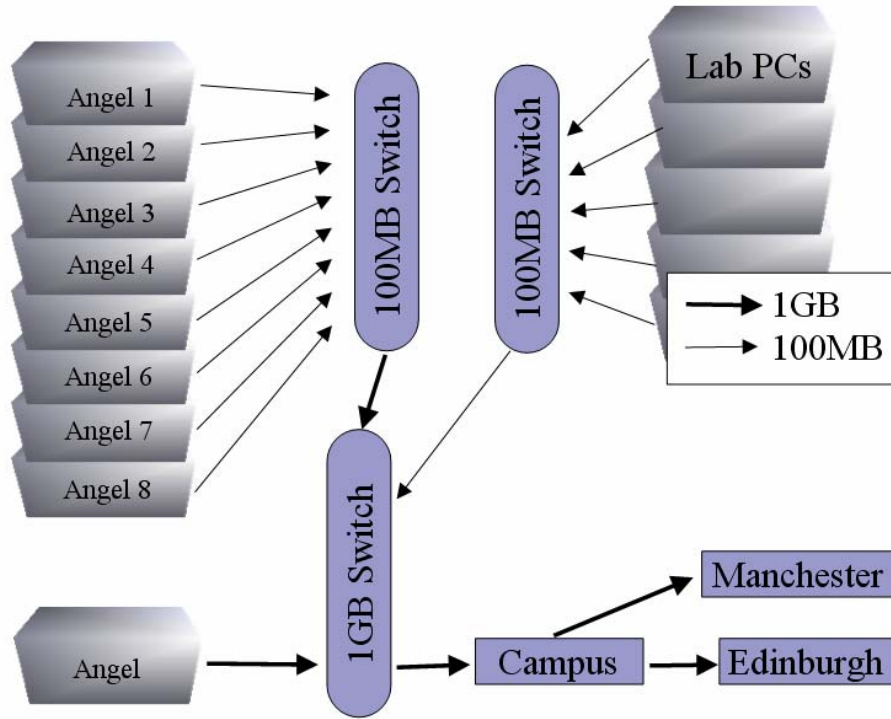 Angel 1
Angel 2
Angel 3
Angel 4
Angel 5
Angel 6
Angel 7
Angel 8
Angel
100MB Switch
100MB Switch
1GB Switch
Lab PCs
1GB
100MB
Campus
Manchester
Edinburgh